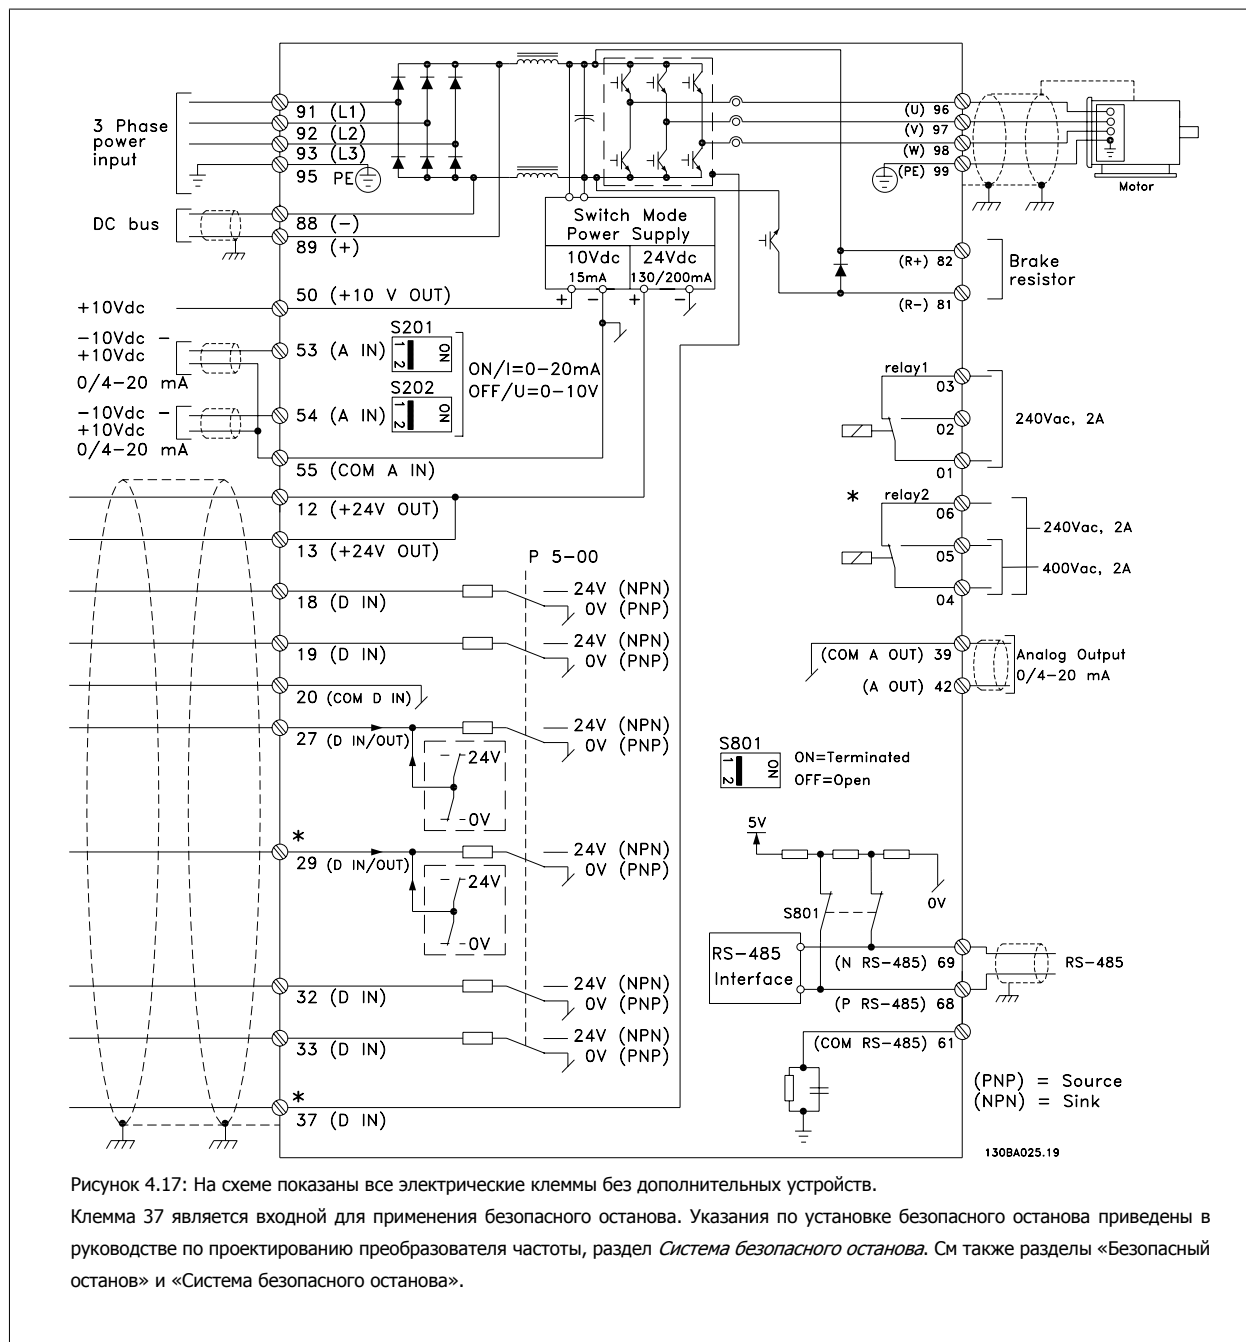 3 Phase
power
input
91 (L1)
92 (L2)
93 (L3)
95 PE
DC bus
88 (−)
89 (+)
Switch Mode
Power Supply
10Vdc
15mA
24Vdc
130/200mA
+ − + −
(U) 96
(V) 97
(W) 98
(PE) 99
Motor
(R+) 82
(R−) 81
Brake
resistor
+10Vdc
50 (+10 V OUT)
−10Vdc −
+10Vdc
0/4−20 mA
53 (A IN)
S201
1 2
ON
−10Vdc −
+10Vdc
0/4−20 mA
54 (A IN)
S202
1 2
ON
ON/I=0−20mA
OFF/U=0−10V
55 (COM A IN)
12 (+24V OUT)
13 (+24V OUT)
relay1
03
02
01
240Vac, 2A
*
relay2
06
05
04
240Vac, 2A
400Vac, 2A
P 5-00
18 (D IN)
24V (NPN)
0V (PNP)
19 (D IN)
24V (NPN)
0V (PNP)
20 (COM D IN)
27 (D IN/OUT)
24V (NPN)
0V (PNP)
24V
0V
*
29 (D IN/OUT)
24V (NPN)
0V (PNP)
24V
0V
32 (D IN)
24V (NPN)
0V (PNP)
33 (D IN)
24V (NPN)
0V (PNP)
*
37 (D IN)
(COM A OUT) 39
(A OUT) 42
Analog Output
0/4−20 mA
S801
1 2
ON
ON=Terminated
OFF=Open
5V
0V
S801
RS−485
Interface
(N RS−485) 69
(P RS−485) 68
RS−485
(COM RS−485) 61
(PNP) = Source
(NPN) = Sink
130BA025.19
Рисунок 4.17: На схеме показаны все электрические клеммы без дополнительных устройств.
Клемма 37 является входной для применения безопасного останова. Указания по установке безопасного останова приведены в
руководстве по проектированию преобразователя частоты, раздел Система безопасного останова. См также разделы «Безопасный
останов» и «Система безопасного останова».